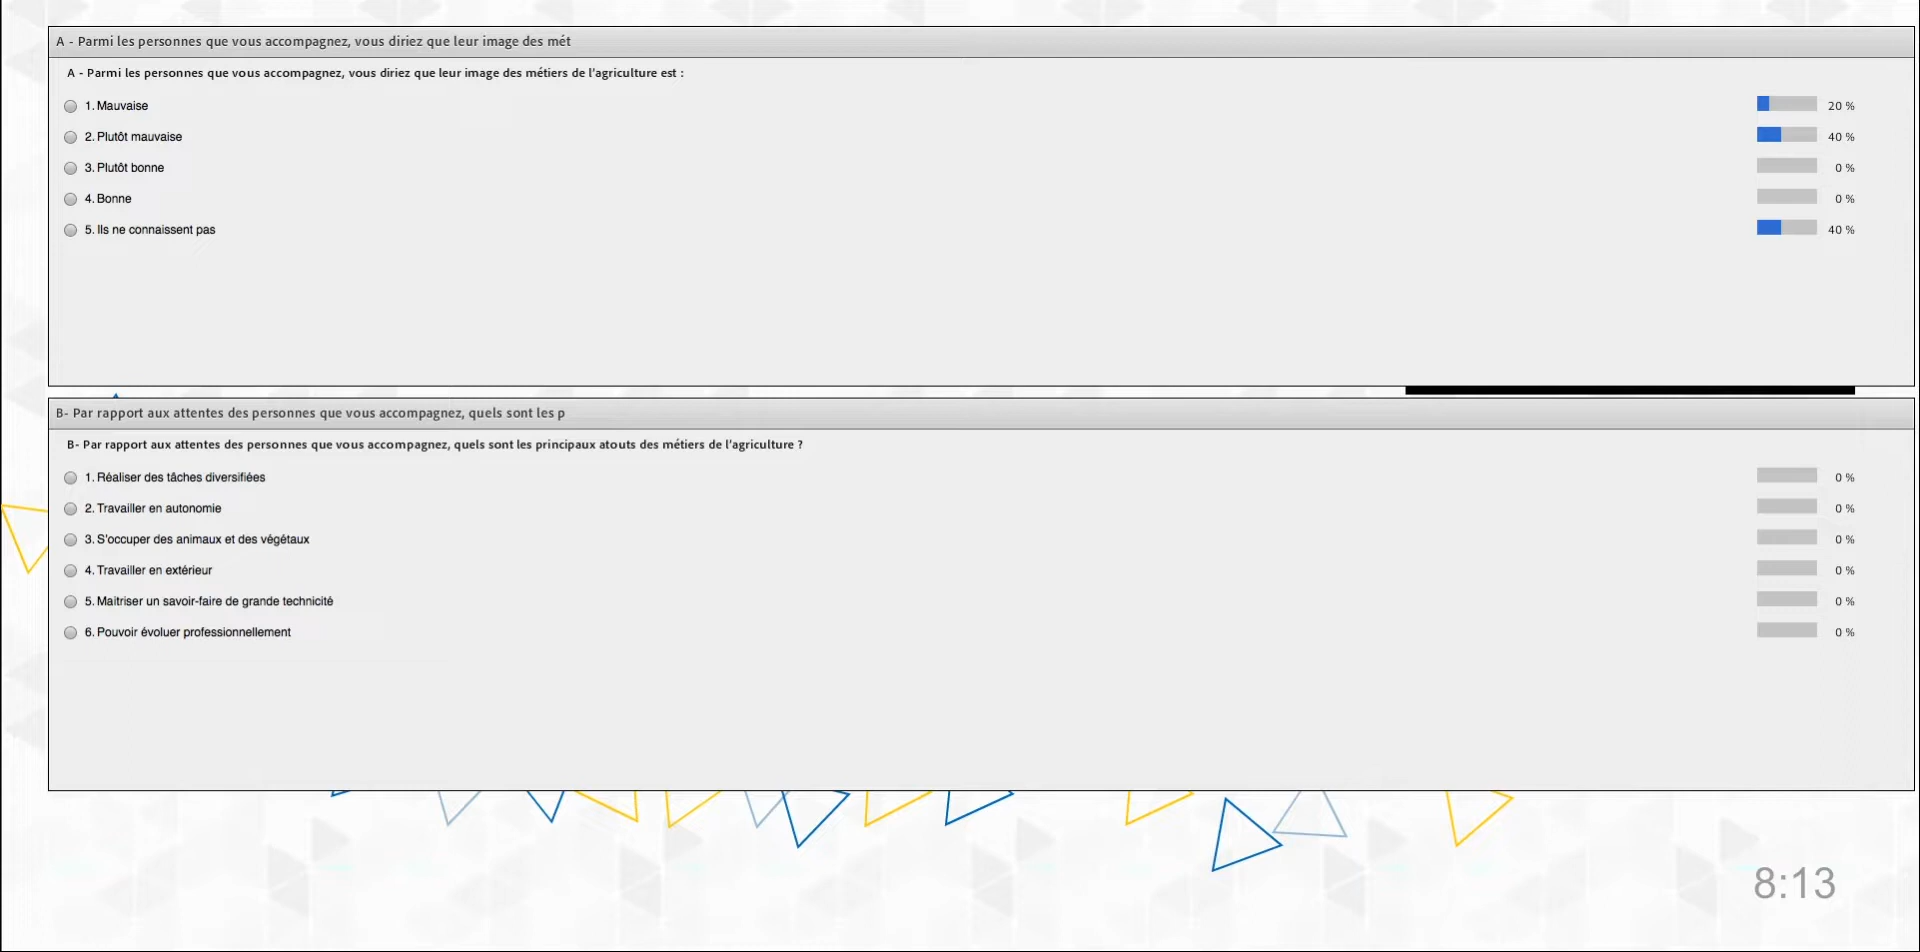 A - Parmi les personnes que vous accompagnez, vous diriez que leur image des mét
A - Parmi les personnes que vous accompagnez, vous diriez que leur image des métiers de l'agriculture est :
1. Mauvaise 20 %
2. Plutôt mauvaise 40 %
3. Plutôt bonne 0 %
4. Bonne 0 %
5. Ils ne connaissent pas 40 %
B- Par rapport aux attentes des personnes que vous accompagnez, quels sont les p
B- Par rapport aux attentes des personnes que vous accompagnez, quels sont les principaux atouts des métiers de l'agriculture ?
1. Réaliser des tâches diversifiées 0 %
2. Travailler en autonomie 0 %
3. S'occuper des animaux et des végétaux 0 %
4. Travailler en extérieur 0 %
5. Maîtriser un savoir-faire de grande technicité 0 %
6. Pouvoir évoluer professionnellement 0 %
8:13